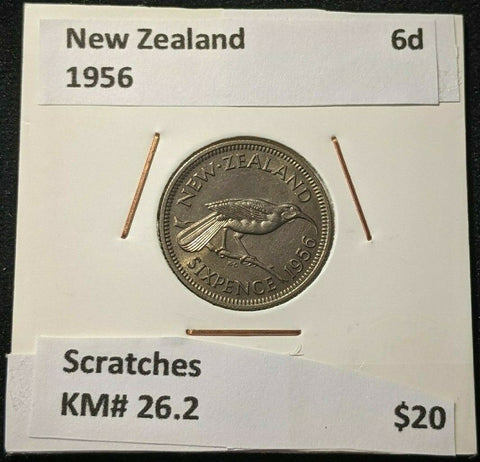 New Zealand 6d
1956
NEW·ZEALAND
SIXPENCE 1956
Scratches
KM# 26.2
$20